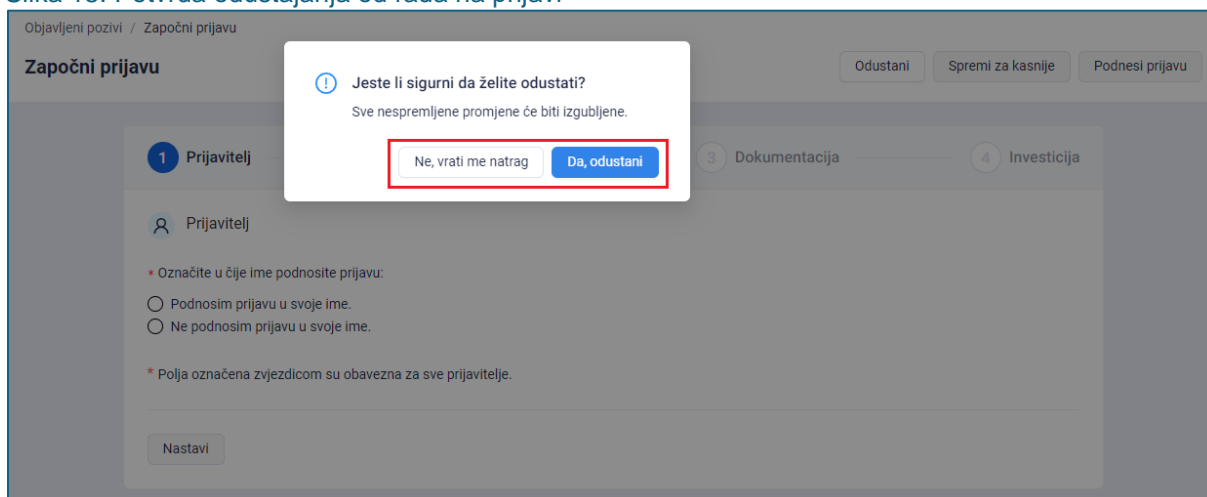 Objavljeni pozivi / Započni prijavu
Započni prijavu
Odustani
Spremi za kasnije
Podnesi prijavu
Jeste li sigurni da želite odustati?
Sve nespremljene promjene će biti izgubljene.
Ne, vrati me natrag
Da, odustani
1 Prijavitelj
3 Dokumentacija
4 Investicija
Prijavitelj
* Označite u čije ime podnosite prijavu:
Podnosim prijavu u svoje ime.
Ne podnosim prijavu u svoje ime.
* Polja označena zvjezdicom su obavezna za sve prijavitelje.
Nastavi